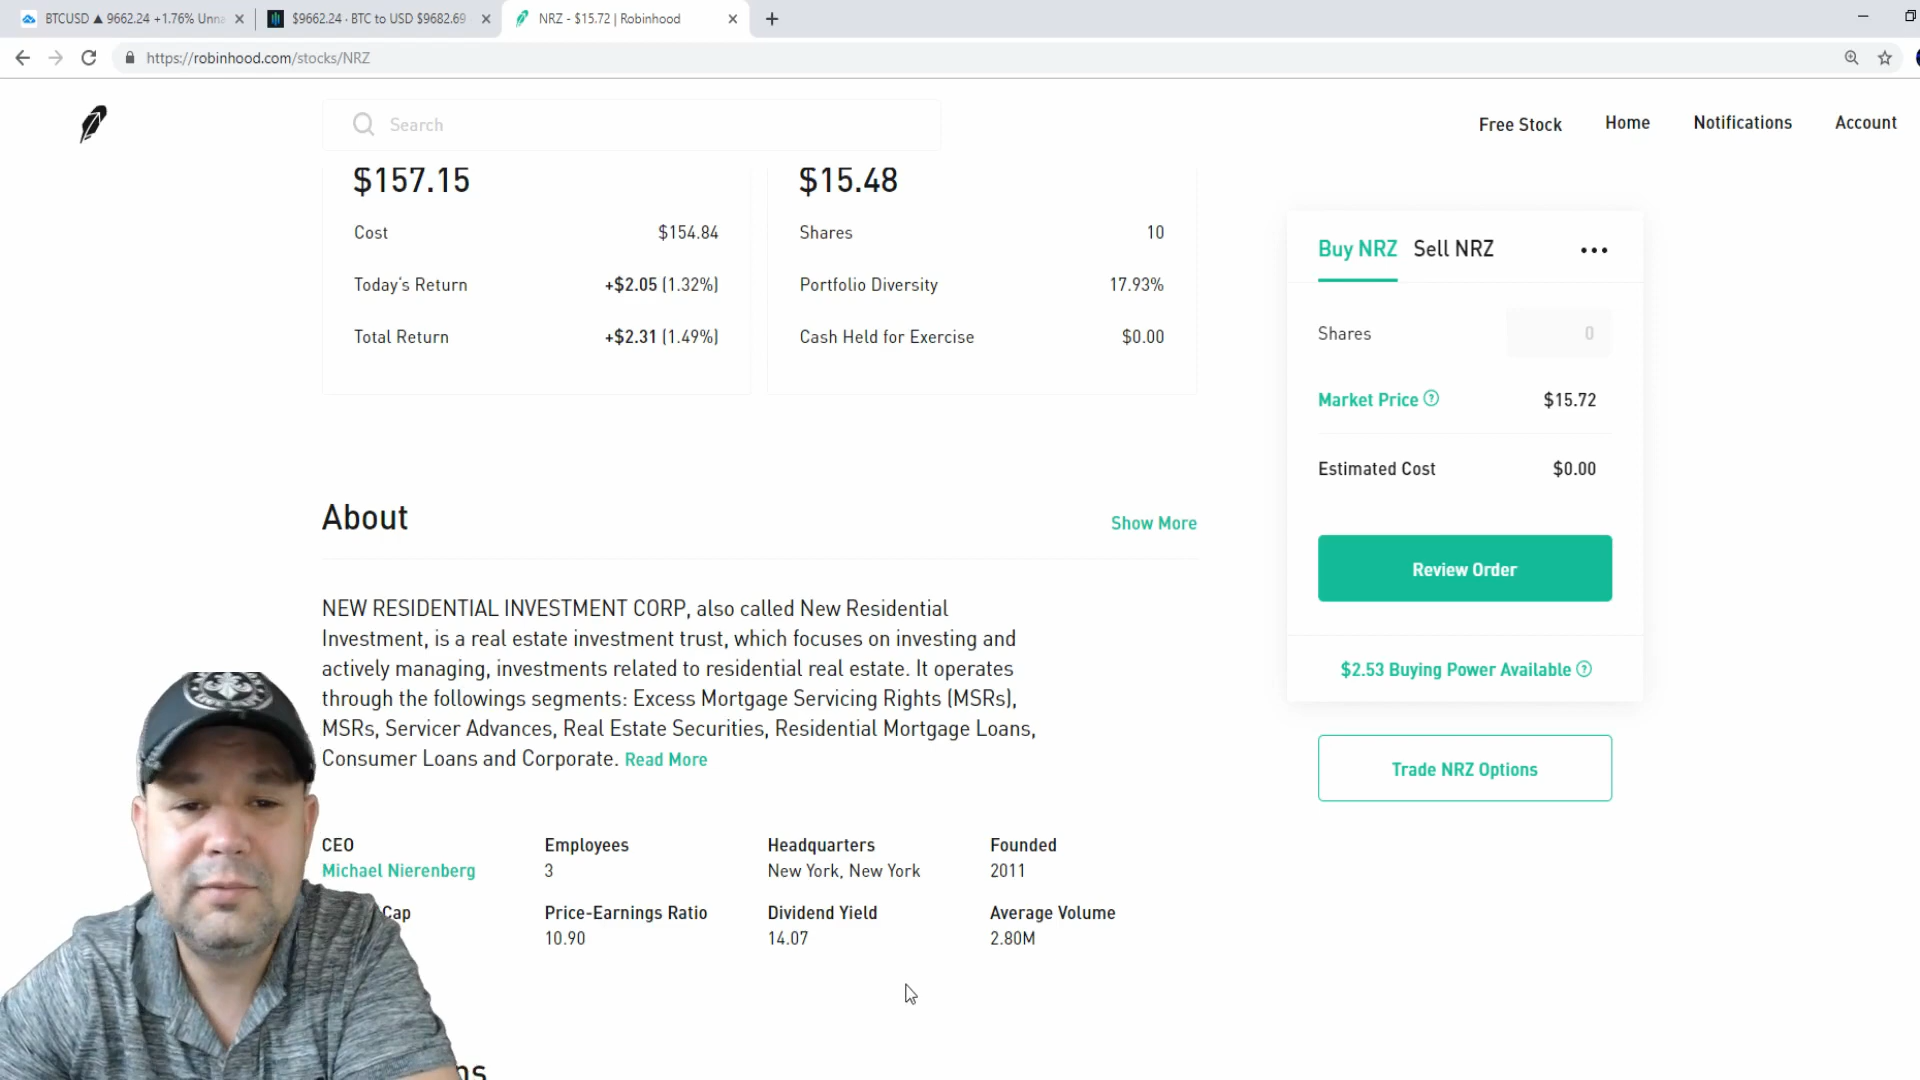 BTCUSD ▲ 9662.24 +1.76% Unna
$9662.24 · BTC to USD $9682.69
NRZ - $15.72 | Robinhood
https://robinhood.com/stocks/NRZ
Search
Free Stock
Home
Notifications
Account
$157.15
Cost $154.84
Today's Return +$2.05 (1.32%)
Total Return +$2.31 (1.49%)
$15.48
Shares 10
Portfolio Diversity 17.93%
Cash Held for Exercise $0.00
Buy NRZ Sell NRZ
Shares 0
Market Price $15.72
Estimated Cost $0.00
Review Order
$2.53 Buying Power Available
Trade NRZ Options
About
Show More
NEW RESIDENTIAL INVESTMENT CORP, also called New Residential
Investment, is a real estate investment trust, which focuses on investing and
actively managing, investments related to residential real estate. It operates
through the followings segments: Excess Mortgage Servicing Rights (MSRs),
MSRs, Servicer Advances, Real Estate Securities, Residential Mortgage Loans,
Consumer Loans and Corporate. Read More
CEO
Michael Nierenberg
Employees
3
Headquarters
New York, New York
Founded
2011
Cap
Price-Earnings Ratio
10.90
Dividend Yield
14.07
Average Volume
2.80M